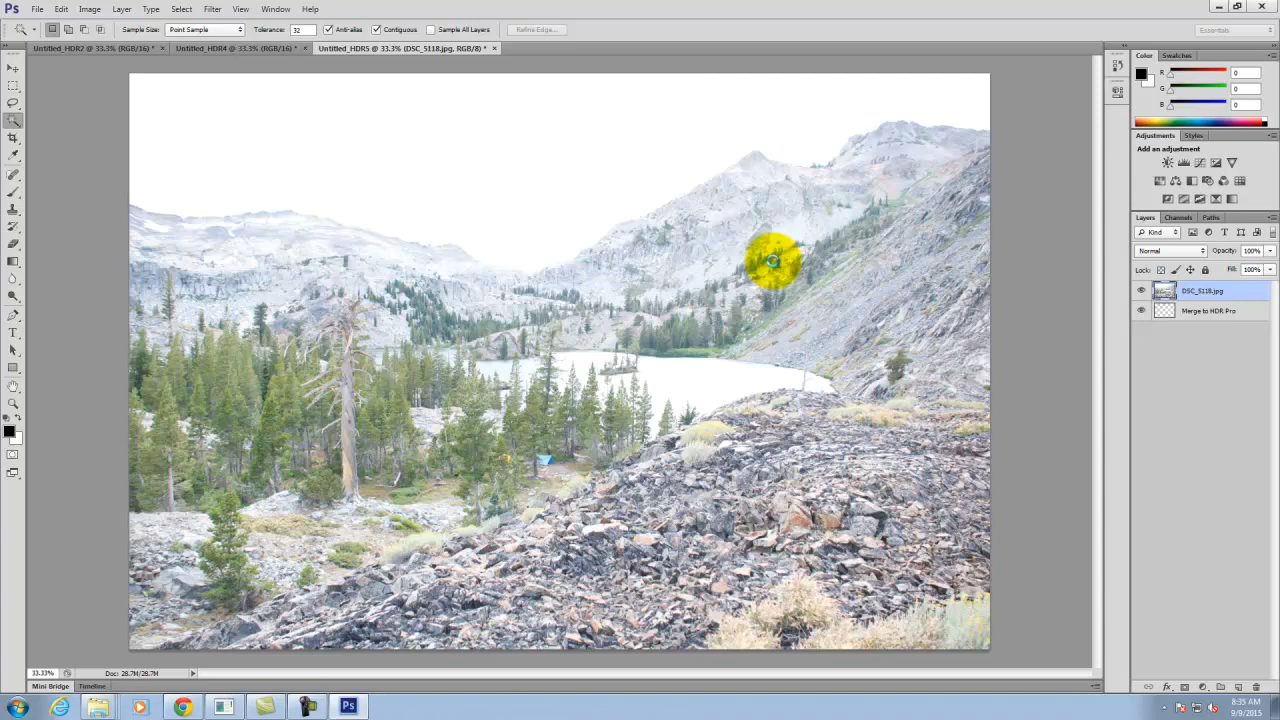 Ps File Edit Image Layer Type Select Filter View Window Help
Sample Size: Point Sample Tolerance: 32 Anti-alias Contiguous Sample All Layers Refine Edge... Essentials
Untitled_HDR2 @ 33.3% (RGB/16) * × Untitled_HDR4 @ 33.3% (RGB/16) * × Untitled_HDR5 @ 33.3% (DSC_5118.jpg, RGB/8) * ×
Color Swatches
R 0
G 0
B 0
Adjustments Styles
Add an adjustment
Layers Channels Paths
Kind
Normal Opacity: 100%
Lock: Fill: 100%
DSC_5118.jpg
Merge to HDR Pro
33.33% Doc: 28.7M/28.7M
Mini Bridge Timeline
Ps
8:35 AM
9/9/2015